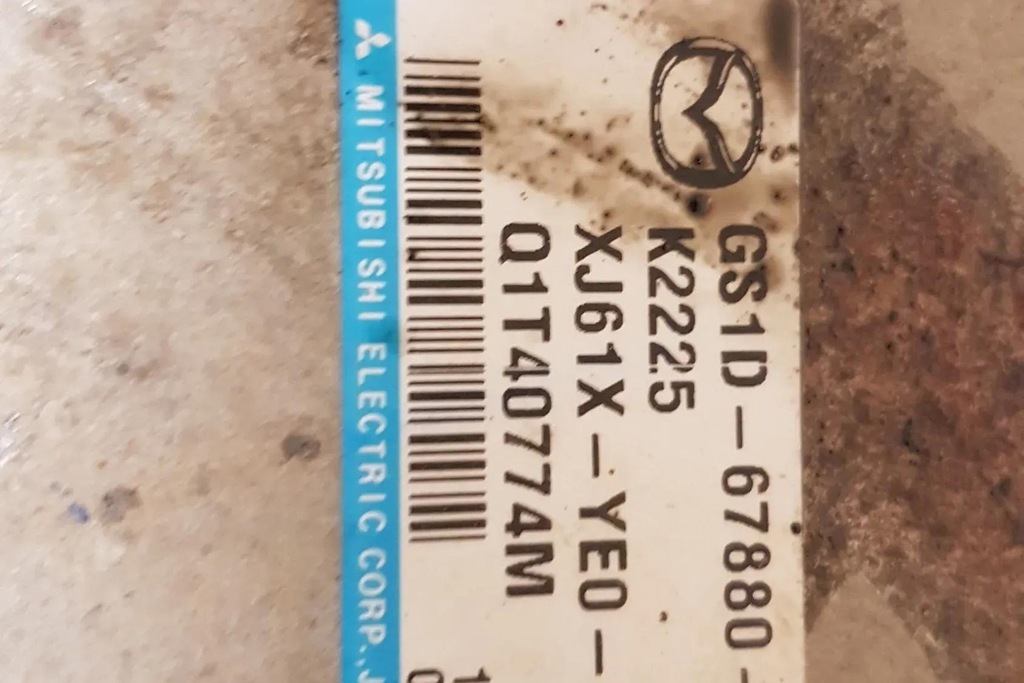 GS1D-67880-
K2225
XJ61X-YE0-
Q1T40774M
MITSUBISHI ELECTRIC CORP.,J